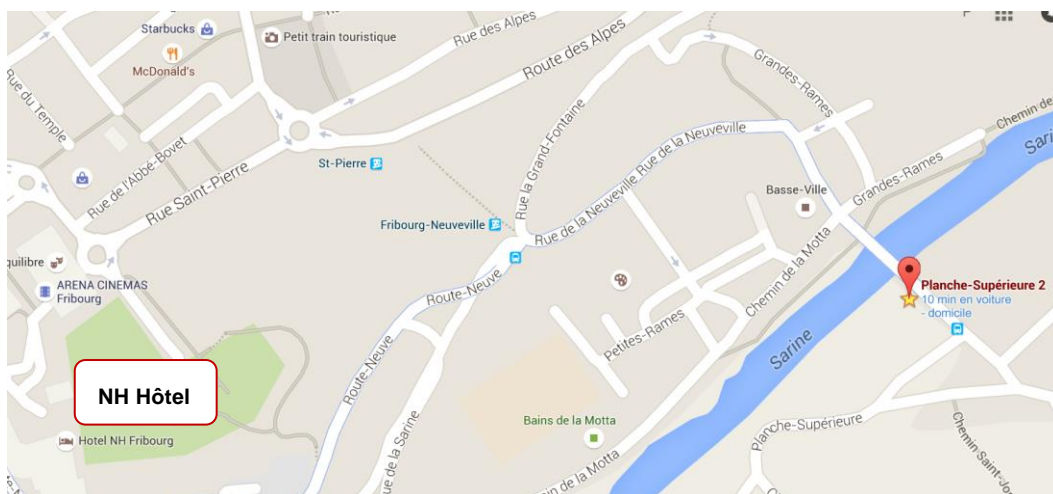 Starbucks
McDonald's
Petit train touristique
Rue des Alpes
Route des Alpes
Rue du Temple
Rue de l'Abbé-Bovet
Rue Saint-Pierre
St-Pierre
Rue la Grand-Fontaine
Grandes-Rames
Chemin de
Rue de la Neuveville
Rue de la Neuveville
Fribourg-Neuveville
Basse-Ville
Grandes-Rames
Sari
quilibre
ARENA CINEMAS
Fribourg
Route-Neuve
Chemin de la Motta
Planche-Supérieure 2
10 min en voiture
- domicile
Petites-Rames
Sarine
Route-Neuve
NH Hôtel
Hotel NH Fribourg
Rue de la Sarine
Bains de la Motta
Chemin de la Motta
Planche-Supérieure
Chemin Saint-Jo